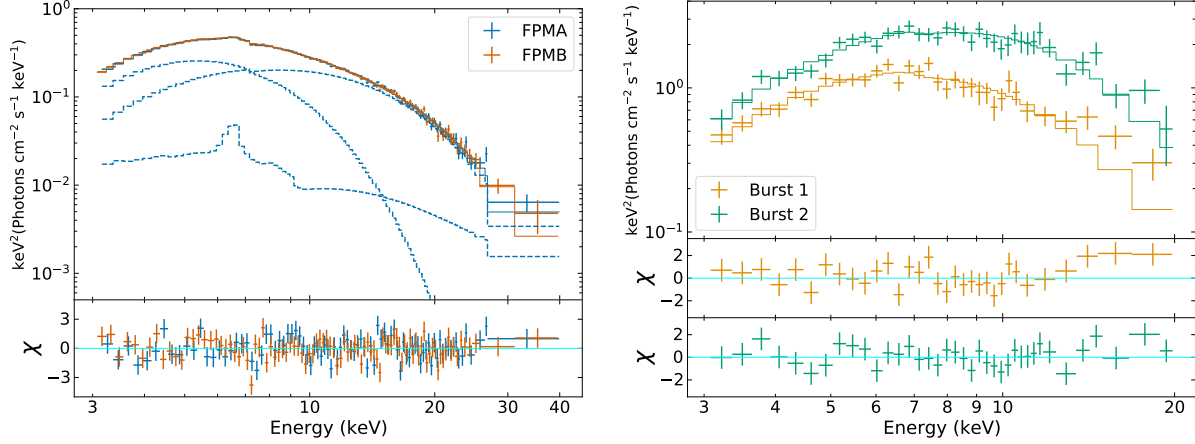 keV²(Photons cm⁻² s⁻¹ keV⁻¹)
10⁰
10⁻¹
10⁻²
10⁻³
FPMA
FPMB
χ
3
0
−3
3
10
20
30
40
Energy (keV)
keV²(Photons cm⁻² s⁻¹ keV⁻¹)
10⁰
10⁻¹
Burst 1
Burst 2
χ
2
0
−2
χ
2
0
−2
3
4
5
6
7
8
9
10
20
Energy (keV)